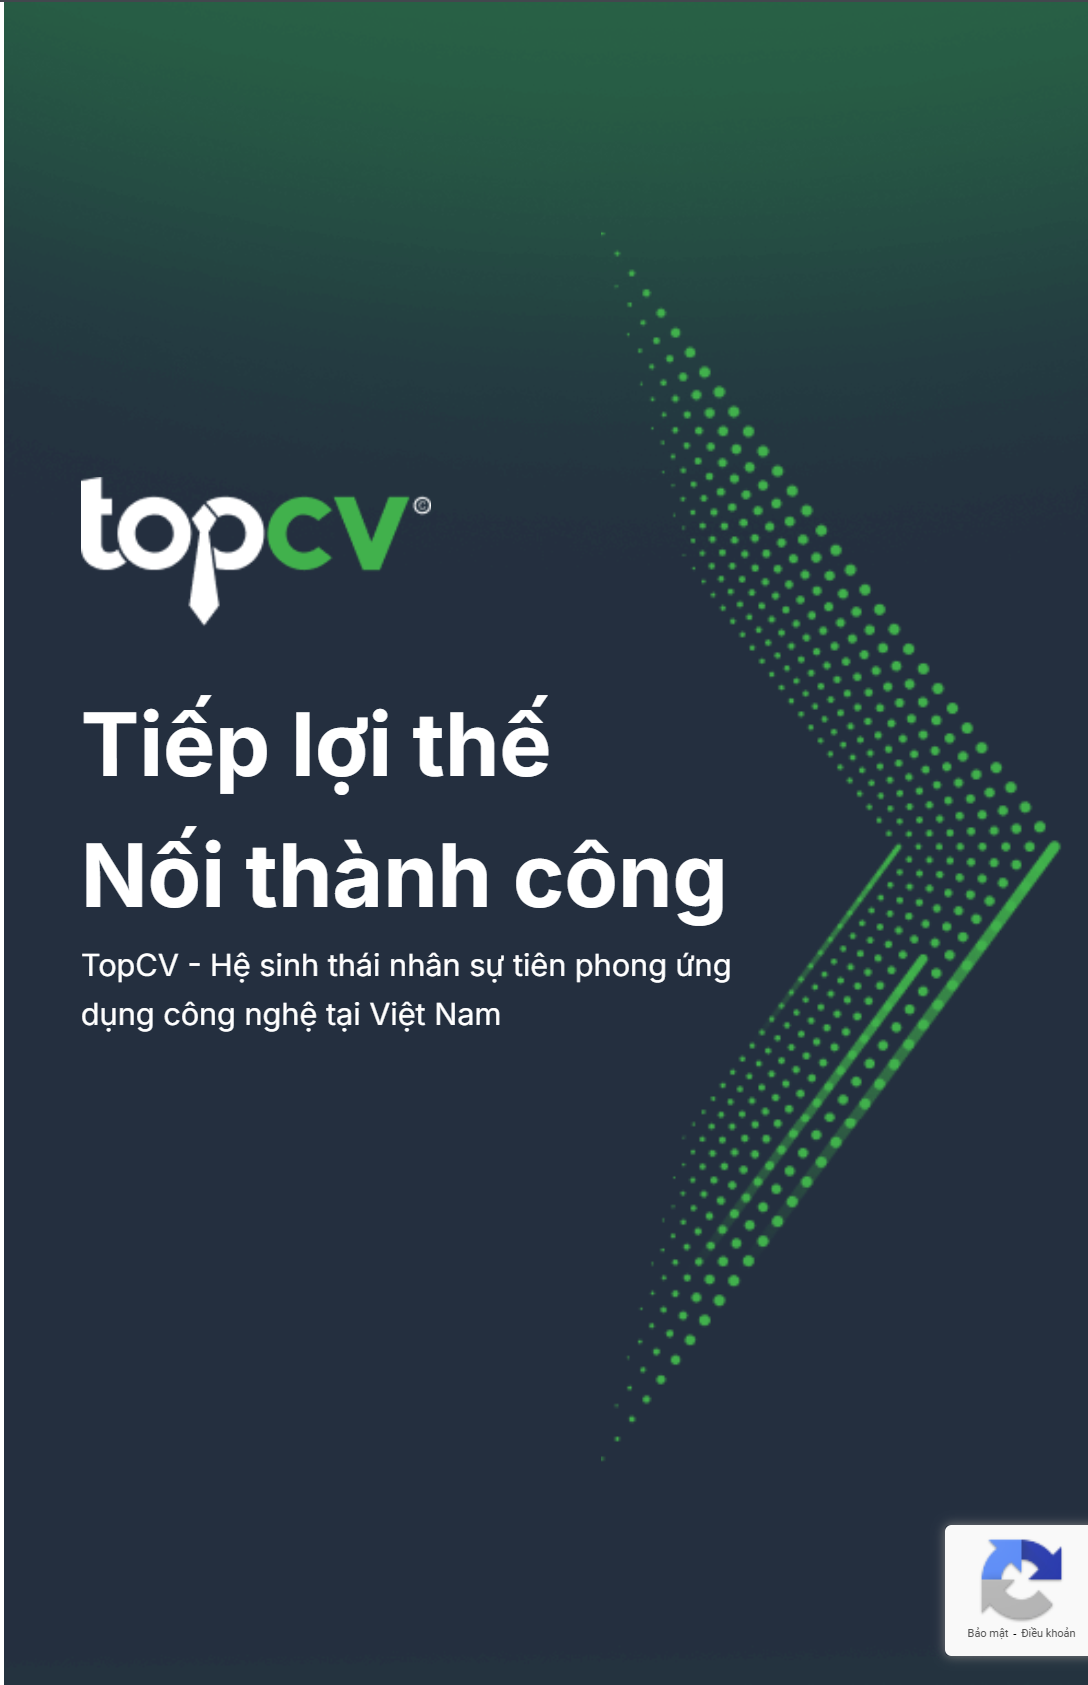 topcv©
Tiếp lợi thế
Nối thành công
TopCV - Hệ sinh thái nhân sự tiên phong ứng
dụng công nghệ tại Việt Nam
Bảo mật - Điều khoản